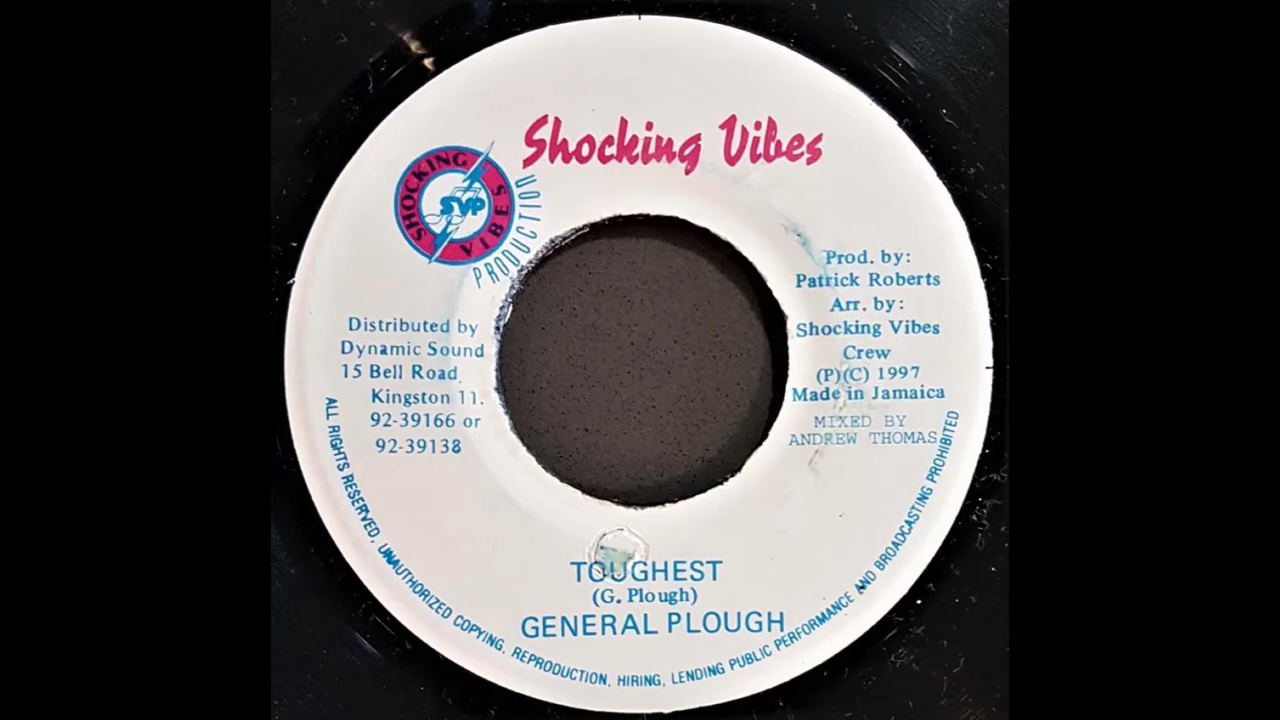 Shocking Vibes
SHOCKING VIBES
SVP
PRODUCTION
Distributed by
Dynamic Sound
15 Bell Road
Kingston 11.
92-39166 or
92-39138
Prod. by:
Patrick Roberts
Arr. by:
Shocking Vibes
Crew
(P)(C) 1997
Made in Jamaica
MIXED BY
ANDREW THOMAS
TOUGHEST
(G. Plough)
GENERAL PLOUGH
ALL RIGHTS RESERVED, UNAUTHORIZED COPYING, REPRODUCTION, HIRING, LENDING PUBLIC PERFORMANCE AND BROADCASTING PROHIBITED